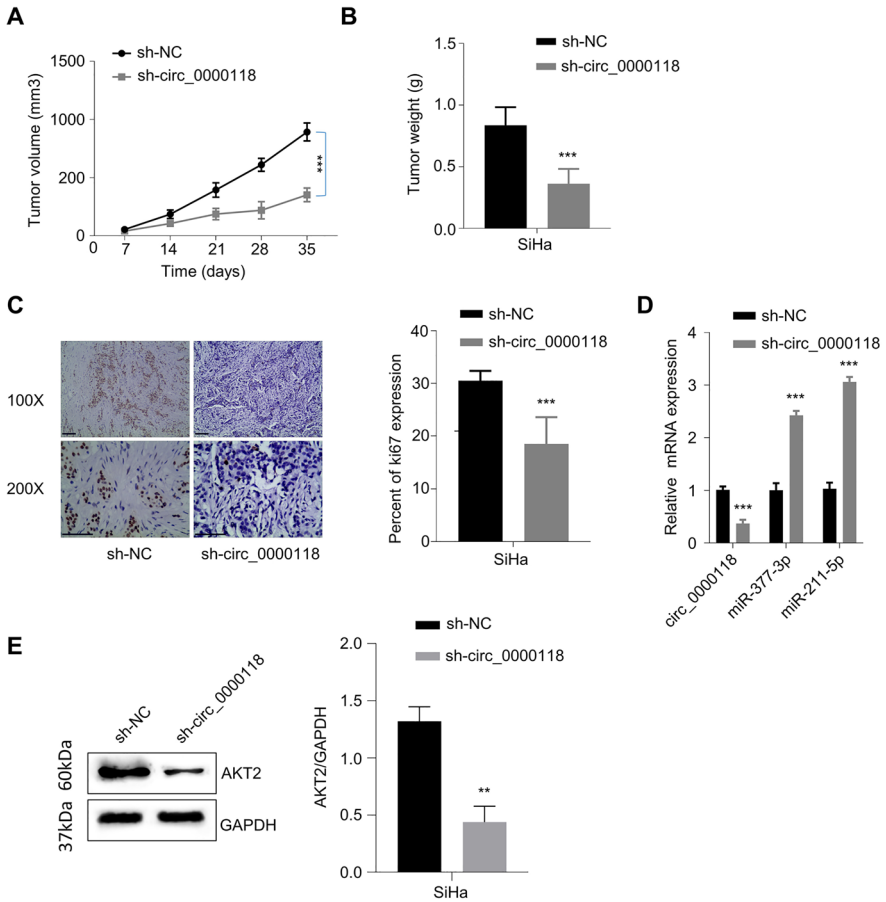 A
sh-NC
sh-circ_0000118
1500
1000
200
0
0
7
14
21
28
35
Tumor volume (mm3)
Time (days)
***
B
sh-NC
sh-circ_0000118
1.5
1.0
0.5
0.0
Tumor weight (g)
***
SiHa
C
100X
200X
sh-NC
sh-circ_0000118
sh-NC
sh-circ_0000118
40
30
20
10
0
Percent of ki67 expression
***
SiHa
D
sh-NC
sh-circ_0000118
4
3
2
1
0
Relative mRNA expression
***
***
***
circ_0000118
miR-377-3p
miR-211-5p
E
sh-NC
sh-circ_0000118
60kDa
AKT2
37kDa
GAPDH
sh-NC
sh-circ_0000118
2.0
1.5
1.0
0.5
0.0
AKT2/GAPDH
**
SiHa